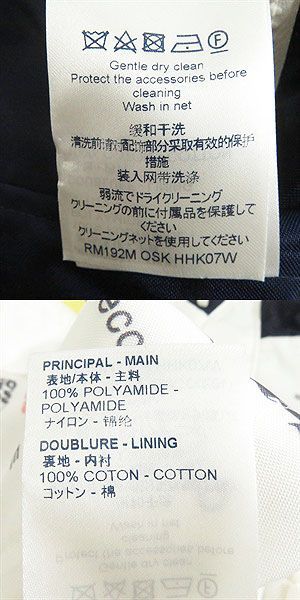 Gentle dry clean
Protect the accessories before
cleaning
Wash in net
缓和干洗
清洗前请对配饰部分采取有效的保护
措施
装入网带洗涤
弱流でドライクリーニング
クリーニングの前に付属品を保護してく
ださい
クリーニングネットを使用してください
RM192M OSK HHK07W
PRINCIPAL - MAIN
表地/本体 - 主料
100% POLYAMIDE -
POLYAMIDE
ナイロン - 锦纶
DOUBLURE - LINING
裏地 - 内衬
100% COTON - COTTON
コットン - 棉